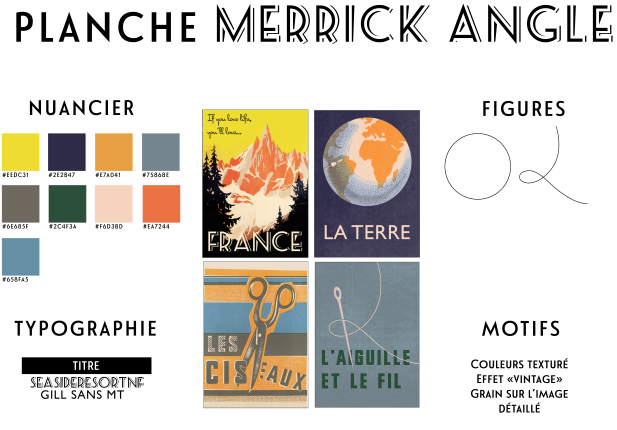 PLANCHE MERRICK ANGLE
NUANCIER
#EEDC31
#2E2B47
#E7A041
#75868E
#6E685F
#2C4F3A
#F6D3BD
#EA7244
#658FA5
TYPOGRAPHIE
TITRE
SEASIDERESORTNF
GILL SANS MT
If you love life,
you'll love...
FRANCE
LA TERRE
LES
CISEAUX
L'AIGUILLE
ET LE FIL
FIGURES
MOTIFS
COULEURS TEXTURÉ
EFFET «VINTAGE»
GRAIN SUR L'IMAGE
DÉTAILLÉ